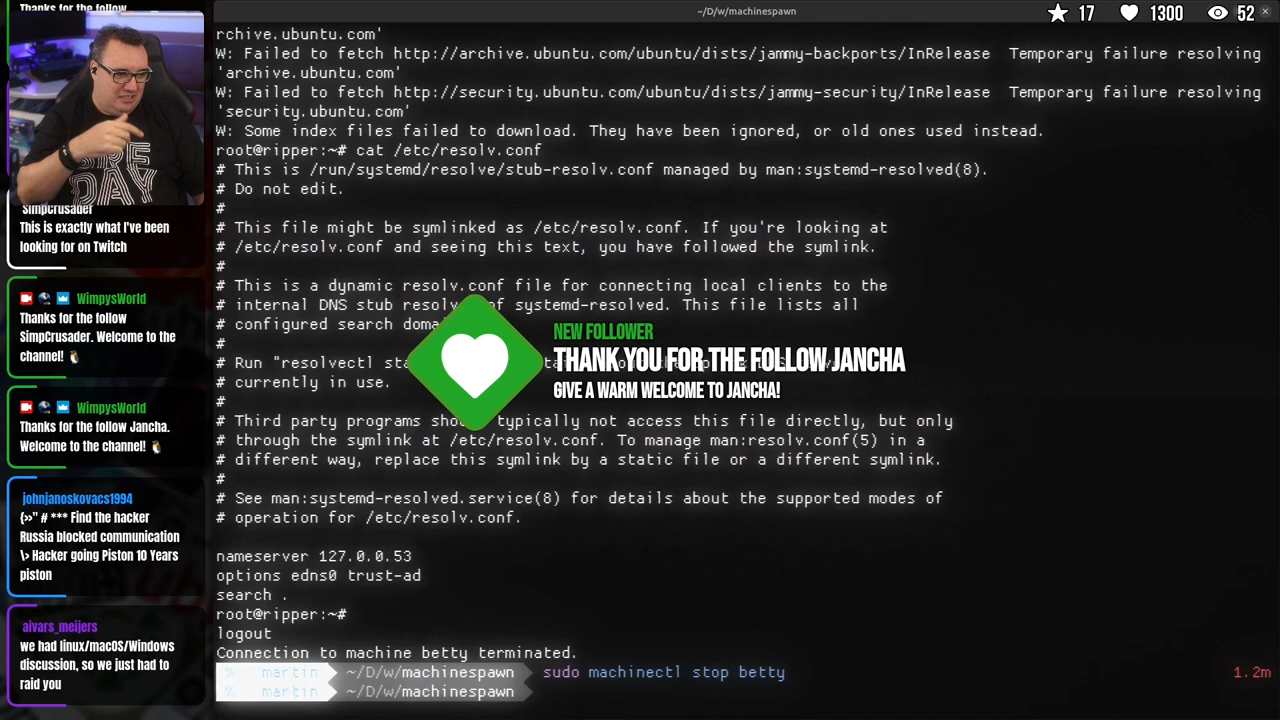 ~/D/w/machinespawn
17
1300
52
Thanks for the follow
SimpCrusader
This is exactly what I've been
looking for on Twitch
WimpysWorld
Thanks for the follow
SimpCrusader. Welcome to the
channel! 🐧
WimpysWorld
Thanks for the follow Jancha.
Welcome to the channel! 🐧
johnjanoskovacs1994
{»" # *** Find the hacker
Russia blocked communication
\> Hacker going Piston 10 Years
piston
aivars_meijers
we had linux/macOS/Windows
discussion, so we just had to
raid you
rchive.ubuntu.com'
W: Failed to fetch http://archive.ubuntu.com/ubuntu/dists/jammy-backports/InRelease  Temporary failure resolving
'archive.ubuntu.com'
W: Failed to fetch http://security.ubuntu.com/ubuntu/dists/jammy-security/InRelease  Temporary failure resolving
'security.ubuntu.com'
W: Some index files failed to download. They have been ignored, or old ones used instead.
root@ripper:~# cat /etc/resolv.conf
# This is /run/systemd/resolve/stub-resolv.conf managed by man:systemd-resolved(8).
# Do not edit.
#
# This file might be symlinked as /etc/resolv.conf. If you're looking at
# /etc/resolv.conf and seeing this text, you have followed the symlink.
#
# This is a dynamic resolv.conf file for connecting local clients to the
# internal DNS stub resolv of systemd-resolved. This file lists all
# configured search doma
#
# Run "resolvectl sta
# currently in use.
#
# Third party programs sho typically not access this file directly, but only
# through the symlink at /etc/resolv.conf. To manage man:resolv.conf(5) in a
# different way, replace this symlink by a static file or a different symlink.
#
# See man:systemd-resolved.service(8) for details about the supported modes of
# operation for /etc/resolv.conf.
nameserver 127.0.0.53
options edns0 trust-ad
search .
root@ripper:~#
logout
Connection to machine betty terminated.
% martin ~/D/w/machinespawn sudo machinectl stop betty 1.2m
% martin ~/D/w/machinespawn
NEW FOLLOWER
THANK YOU FOR THE FOLLOW JANCHA
GIVE A WARM WELCOME TO JANCHA!